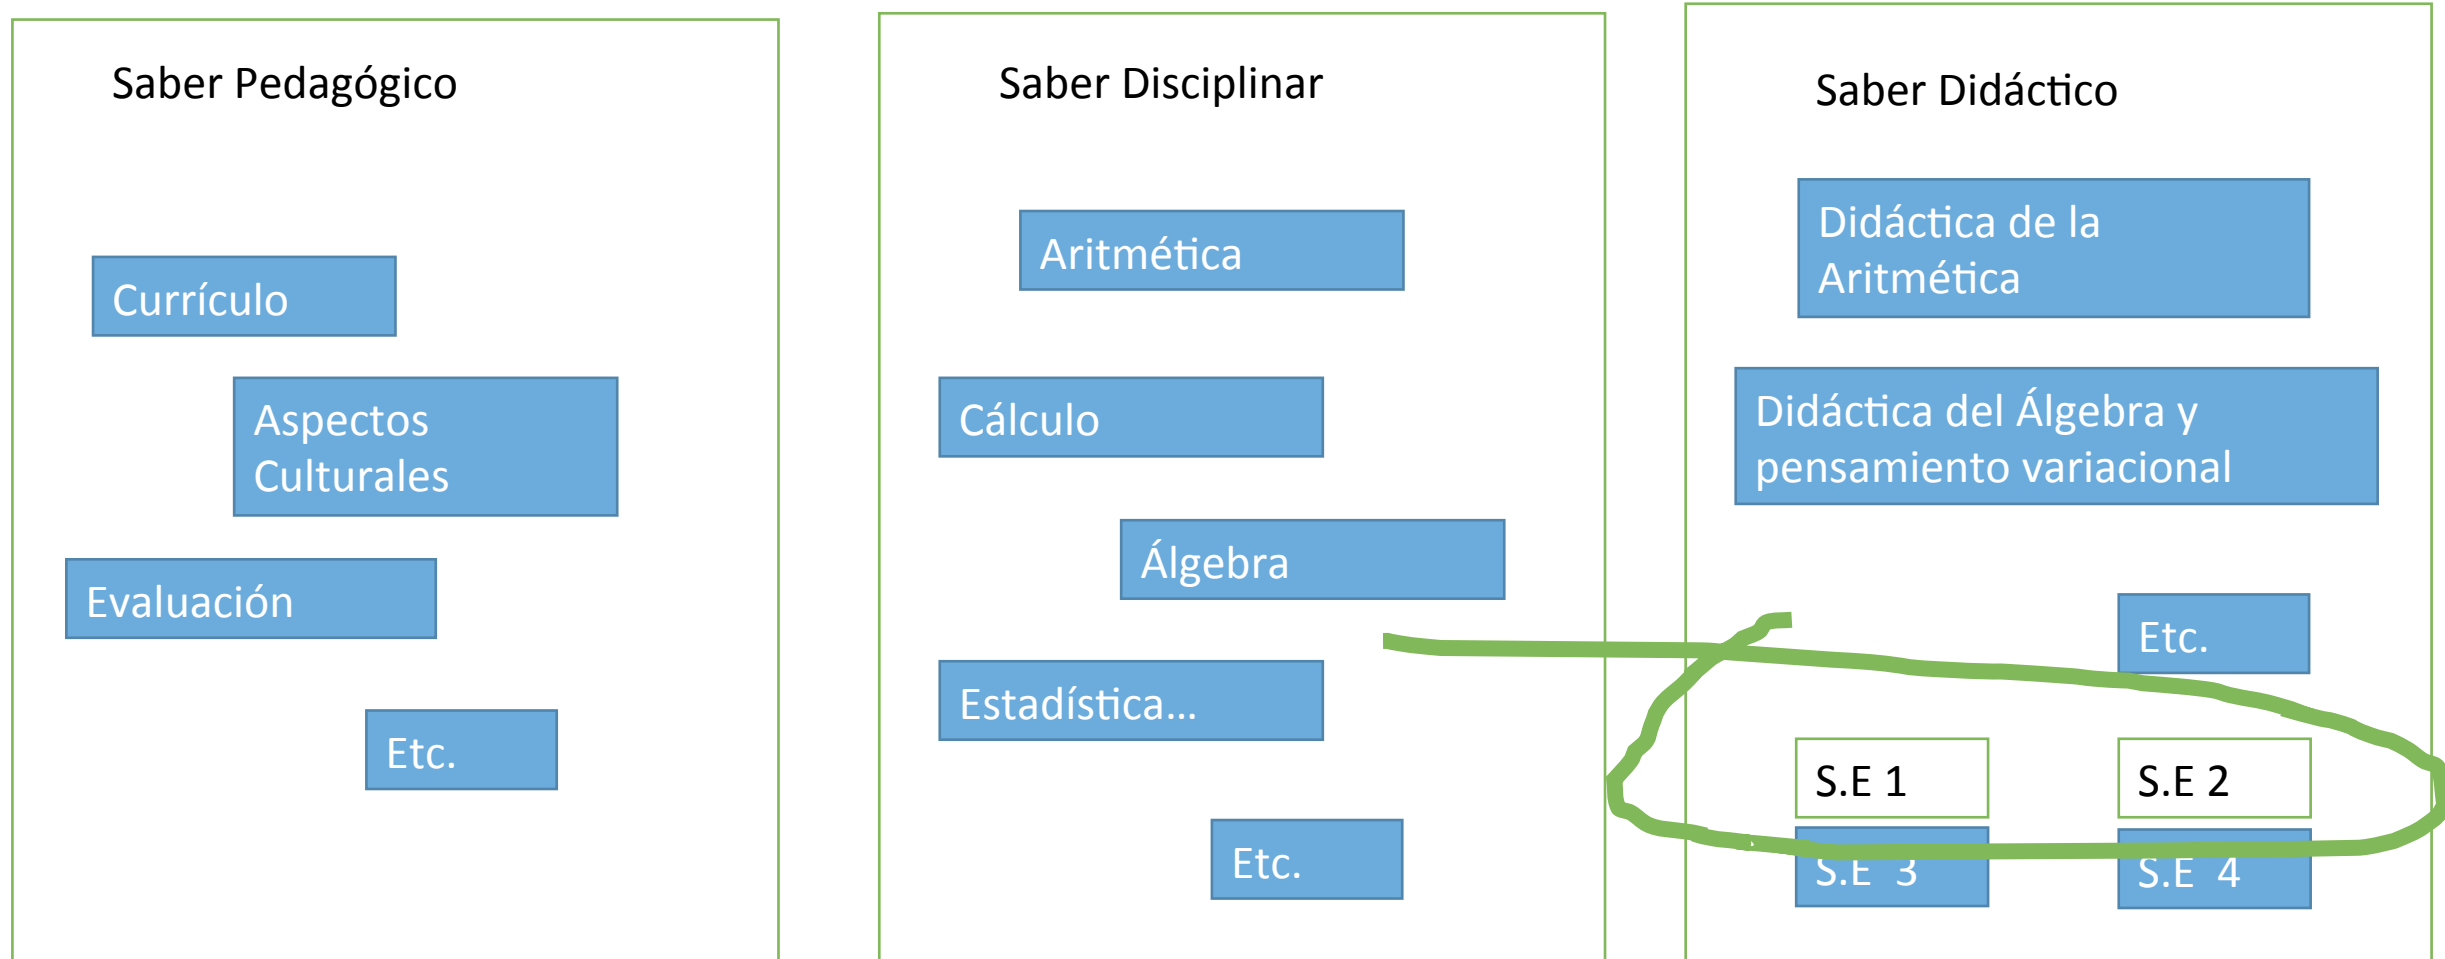 Saber Pedagógico
Currículo
Aspectos
Culturales
Evaluación
Etc.
Saber Disciplinar
Aritmética
Cálculo
Álgebra
Estadística...
Etc.
Saber Didáctico
Didáctica de la
Aritmética
Didáctica del Álgebra y
pensamiento variacional
Etc.
S.E 1
S.E 2
S.E 3
S.E 4